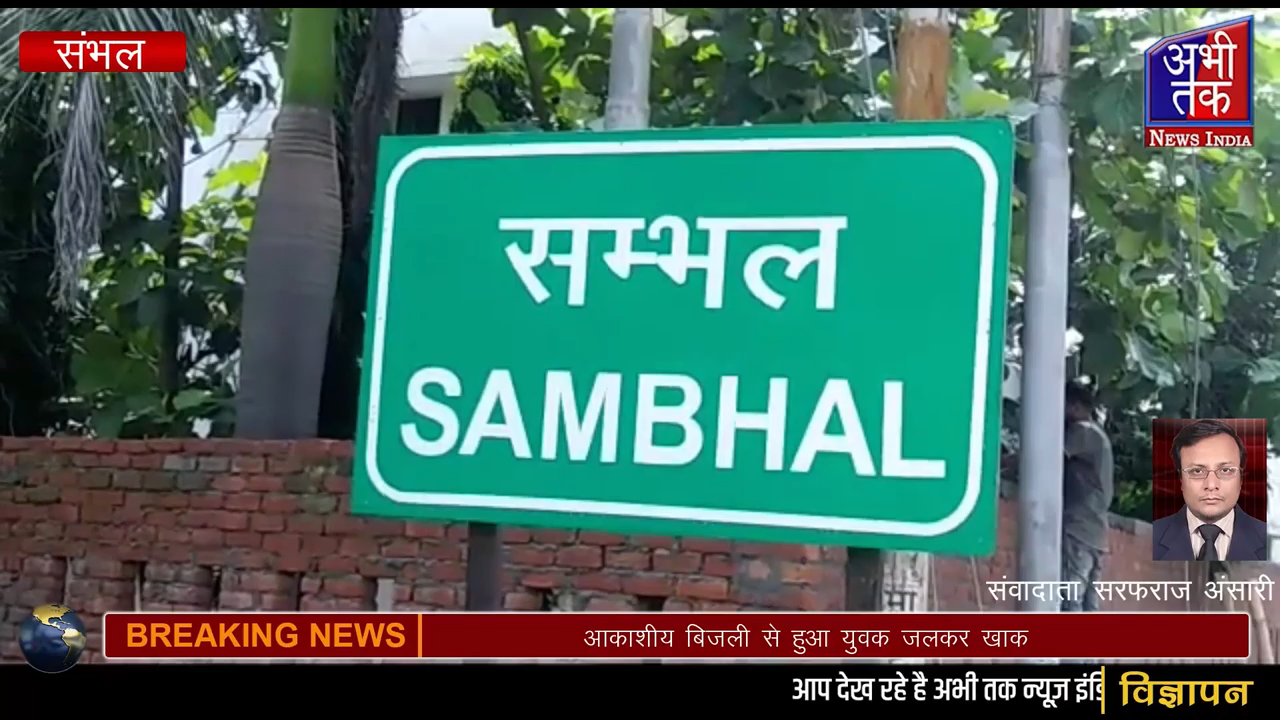 संभल
अभी
तक
NEWS INDIA
सम्भल
SAMBHAL
संवादाता सरफराज अंसारी
BREAKING NEWS
आकाशीय बिजली से हुआ युवक जलकर खाक
आप देख रहे है अभी तक न्यूज इंडि
विज्ञापन